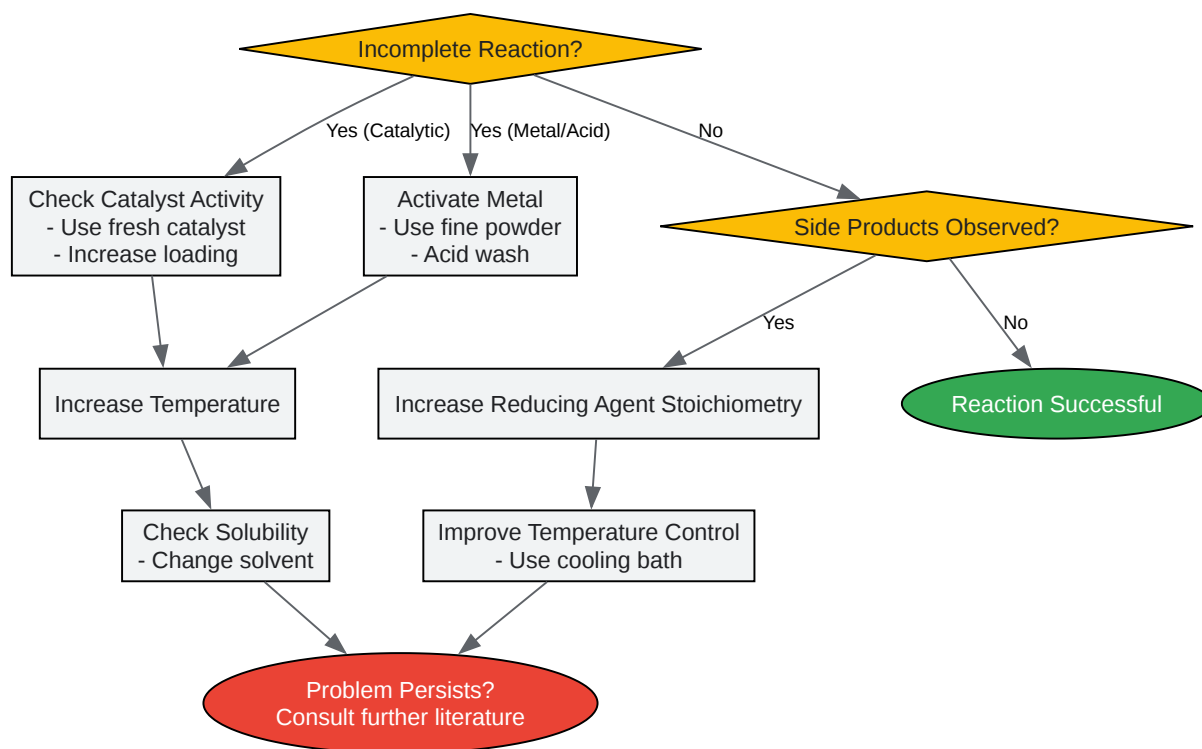 Incomplete Reaction?
Yes (Catalytic)
Yes (Metal/Acid)
No
Check Catalyst Activity
- Use fresh catalyst
- Increase loading
Activate Metal
- Use fine powder
- Acid wash
Side Products Observed?
Yes
No
Increase Temperature
Increase Reducing Agent Stoichiometry
Reaction Successful
Check Solubility
- Change solvent
Improve Temperature Control
- Use cooling bath
Problem Persists?
Consult further literature